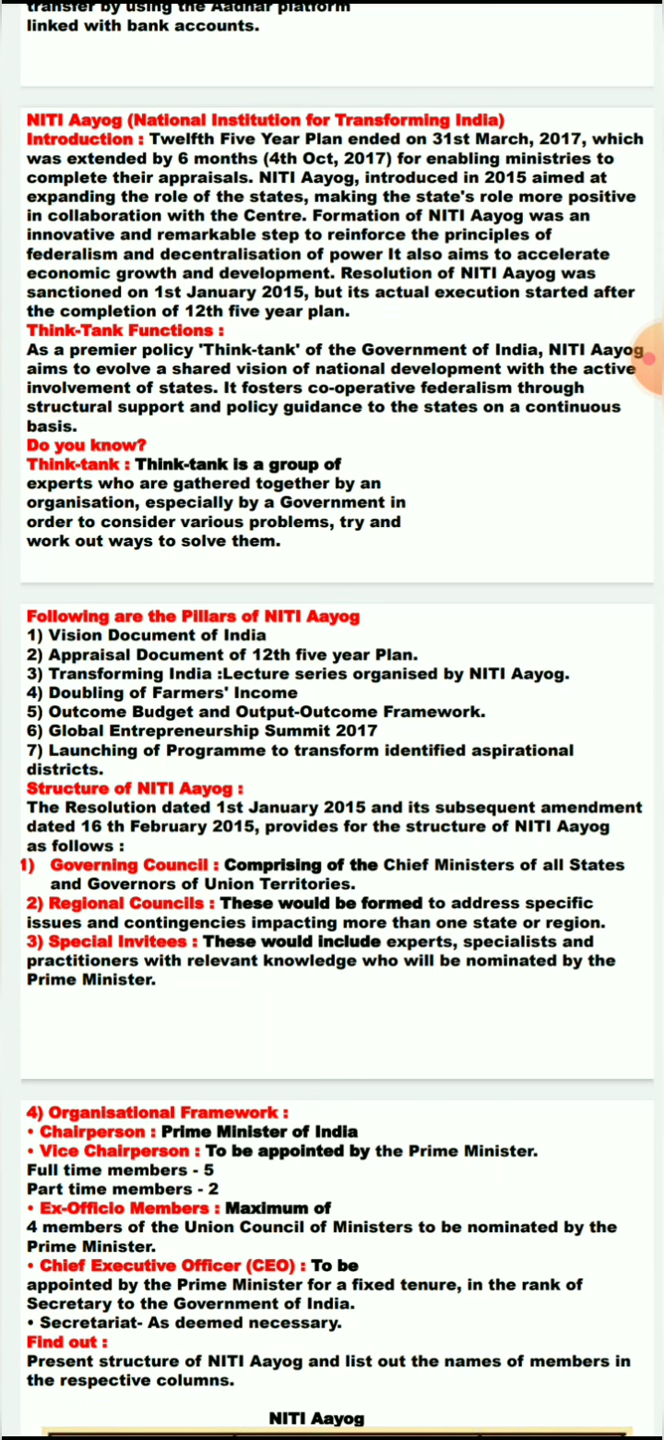 transfer by using the Aadhar platform
linked with bank accounts.
NITI Aayog (National Institution for Transforming India)
Introduction : Twelfth Five Year Plan ended on 31st March, 2017, which
was extended by 6 months (4th Oct, 2017) for enabling ministries to
complete their appraisals. NITI Aayog, introduced in 2015 aimed at
expanding the role of the states, making the state's role more positive
in collaboration with the Centre. Formation of NITI Aayog was an
innovative and remarkable step to reinforce the principles of
federalism and decentralisation of power It also aims to accelerate
economic growth and development. Resolution of NITI Aayog was
sanctioned on 1st January 2015, but its actual execution started after
the completion of 12th five year plan.
Think-Tank Functions :
As a premier policy 'Think-tank' of the Government of India, NITI Aayog
aims to evolve a shared vision of national development with the active
involvement of states. It fosters co-operative federalism through
structural support and policy guidance to the states on a continuous
basis.
Do you know?
Think-tank : Think-tank is a group of
experts who are gathered together by an
organisation, especially by a Government in
order to consider various problems, try and
work out ways to solve them.
Following are the Pillars of NITI Aayog
1) Vision Document of India
2) Appraisal Document of 12th five year Plan.
3) Transforming India :Lecture series organised by NITI Aayog.
4) Doubling of Farmers' Income
5) Outcome Budget and Output-Outcome Framework.
6) Global Entrepreneurship Summit 2017
7) Launching of Programme to transform identified aspirational
districts.
Structure of NITI Aayog :
The Resolution dated 1st January 2015 and its subsequent amendment
dated 16 th February 2015, provides for the structure of NITI Aayog
as follows :
1) Governing Council : Comprising of the Chief Ministers of all States
and Governors of Union Territories.
2) Regional Councils : These would be formed to address specific
issues and contingencies impacting more than one state or region.
3) Special Invitees : These would include experts, specialists and
practitioners with relevant knowledge who will be nominated by the
Prime Minister.
4) Organisational Framework :
• Chairperson : Prime Minister of India
• Vice Chairperson : To be appointed by the Prime Minister.
Full time members - 5
Part time members - 2
• Ex-Officio Members : Maximum of
4 members of the Union Council of Ministers to be nominated by the
Prime Minister.
• Chief Executive Officer (CEO) : To be
appointed by the Prime Minister for a fixed tenure, in the rank of
Secretary to the Government of India.
• Secretariat- As deemed necessary.
Find out :
Present structure of NITI Aayog and list out the names of members in
the respective columns.
NITI Aayog